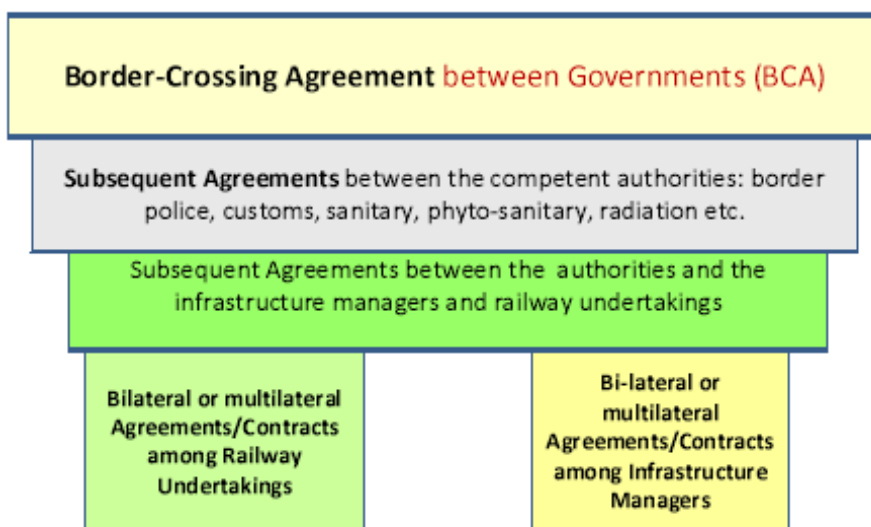 Border-Crossing Agreement between Governments (BCA)
Subsequent Agreements between the competent authorities: border
police, customs, sanitary, phyto-sanitary, radiation etc.
Subsequent Agreements between the authorities and the
infrastructure managers and railway undertakings
Bilateral or multilateral
Agreements/Contracts
among Railway
Undertakings
Bi-lateral or
multilateral
Agreements/Contracts
among Infrastructure
Managers